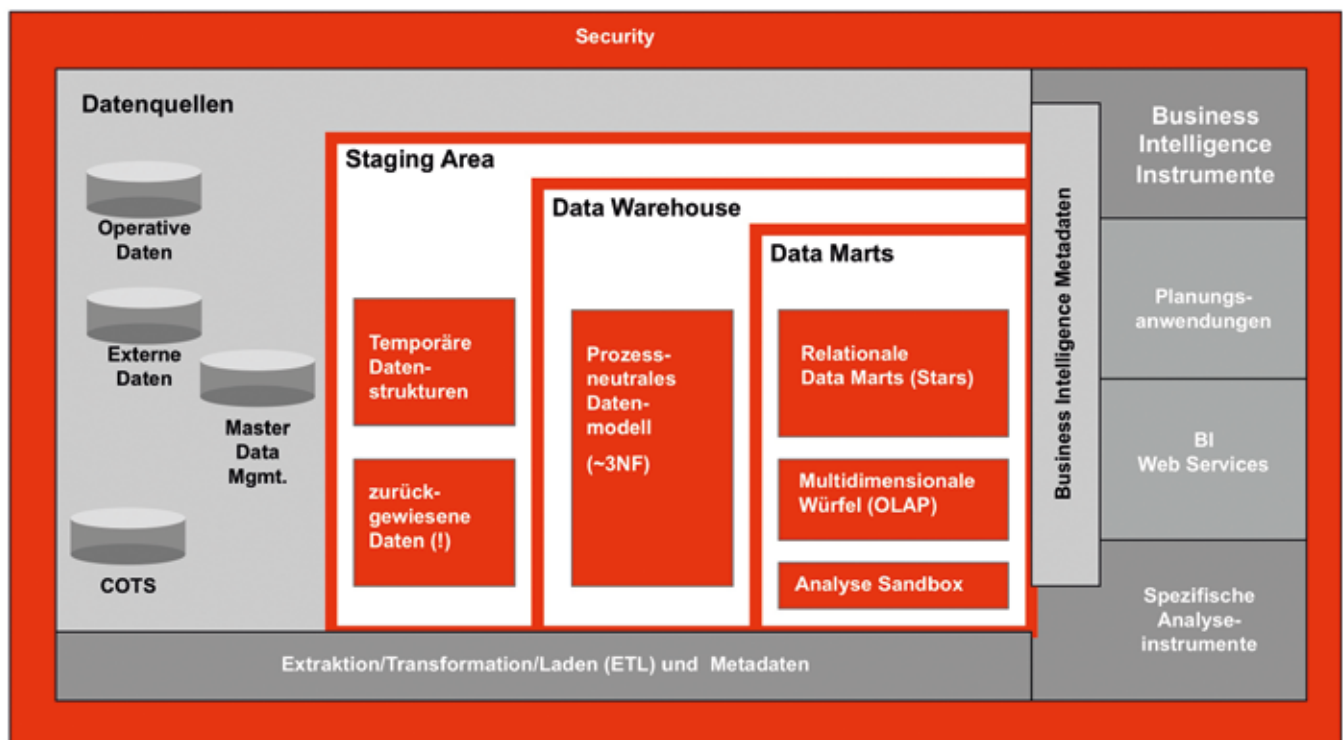 Security
Datenquellen
Operative
Daten
Externe
Daten
Master
Data
Mgmt.
COTS
Staging Area
Temporäre
Daten-
strukturen
zurück-
gewiesene
Daten (!)
Data Warehouse
Prozess-
neutrales
Daten-
modell
(~3NF)
Data Marts
Relationale
Data Marts (Stars)
Multidimensionale
Würfel (OLAP)
Analyse Sandbox
Business Intelligence Metadaten
Business
Intelligence
Instrumente
Planungs-
anwendungen
BI
Web Services
Spezifische
Analyse-
instrumente
Extraktion/Transformation/Laden (ETL) und Metadaten